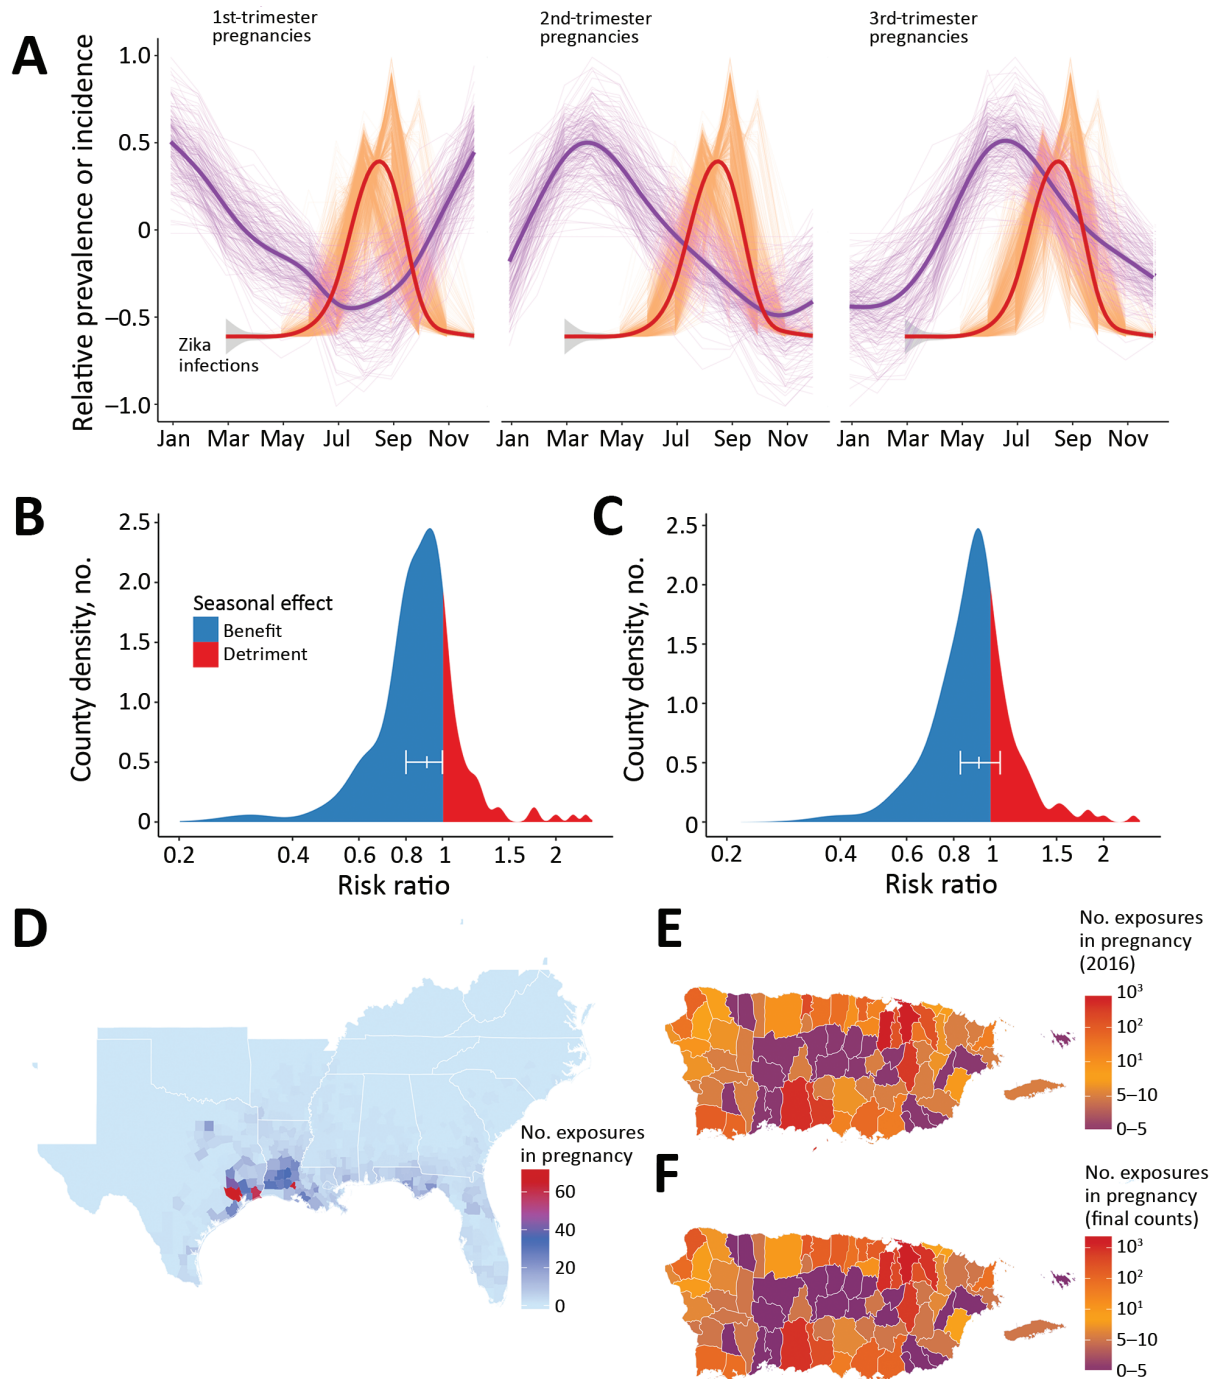 A
1st-trimester
pregnancies
2nd-trimester
pregnancies
3rd-trimester
pregnancies
Relative prevalence or incidence
1.0
0.5
0
–0.5
–1.0
Zika
infections
Jan Mar May Jul Sep Nov
Jan Mar May Jul Sep Nov
Jan Mar May Jul Sep Nov
B
County density, no.
2.5
2.0
1.5
1.0
0.5
0
Seasonal effect
Benefit
Detriment
0.2 0.4 0.6 0.8 1 1.5 2
Risk ratio
C
County density, no.
2.5
2.0
1.5
1.0
0.5
0
0.2 0.4 0.6 0.8 1 1.5 2
Risk ratio
D
No. exposures
in pregnancy
60
40
20
0
E
No. exposures
in pregnancy
(2016)
10³
10²
10¹
5–10
0–5
F
No. exposures
in pregnancy
(final counts)
10³
10²
10¹
5–10
0–5